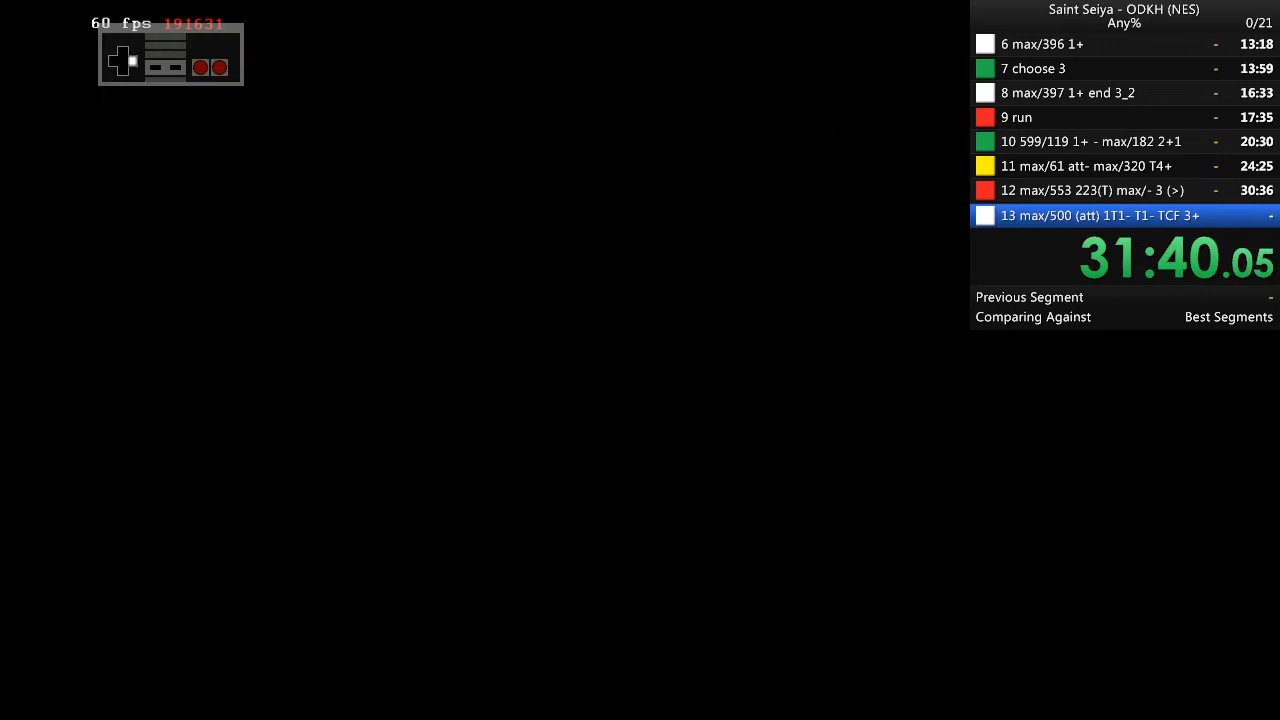 60 fps 191631
Saint Seiya - ODKH (NES)
Any% 0/21
6 max/396 1+ - 13:18
7 choose 3 - 13:59
8 max/397 1+ end 3_2 - 16:33
9 run - 17:35
10 599/119 1+ - max/182 2+1 - 20:30
11 max/61 att- max/320 T4+ - 24:25
12 max/553 223(T) max/- 3 (>) - 30:36
13 max/500 (att) 1T1- T1- TCF 3+ -
31:40.05
Previous Segment -
Comparing Against Best Segments